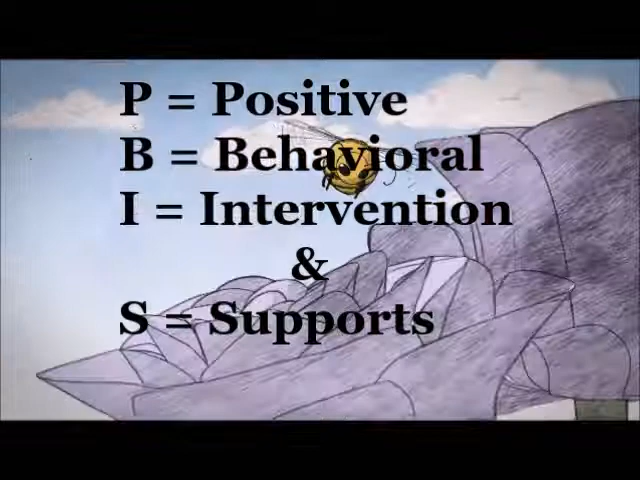 P = Positive
B = Behavioral
I = Intervention
&
S = Supports